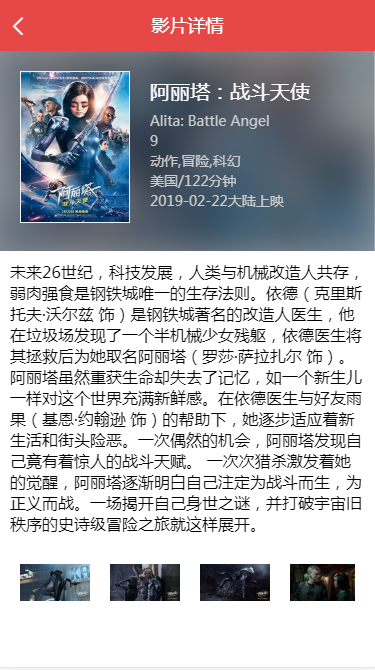 影片详情
阿丽塔：战斗天使
Alita: Battle Angel
9
动作,冒险,科幻
美国/122分钟
2019-02-22大陆上映
阿丽塔
战斗天使
未来26世纪，科技发展，人类与机械改造人共存，
弱肉强食是钢铁城唯一的生存法则。依德（克里斯
托夫·沃尔兹 饰）是钢铁城著名的改造人医生，他
在垃圾场发现了一个半机械少女残躯，依德医生将
其拯救后为她取名阿丽塔（罗莎·萨拉扎尔 饰）。
阿丽塔虽然重获生命却失去了记忆，如一个新生儿
一样对这个世界充满新鲜感。在依德医生与好友雨
果（基恩·约翰逊 饰）的帮助下，她逐步适应着新
生活和街头险恶。一次偶然的机会，阿丽塔发现自
己竟有着惊人的战斗天赋。 一次次猎杀激发着她
的觉醒，阿丽塔逐渐明白自己注定为战斗而生，为
正义而战。一场揭开自己身世之谜，并打破宇宙旧
秩序的史诗级冒险之旅就这样展开。